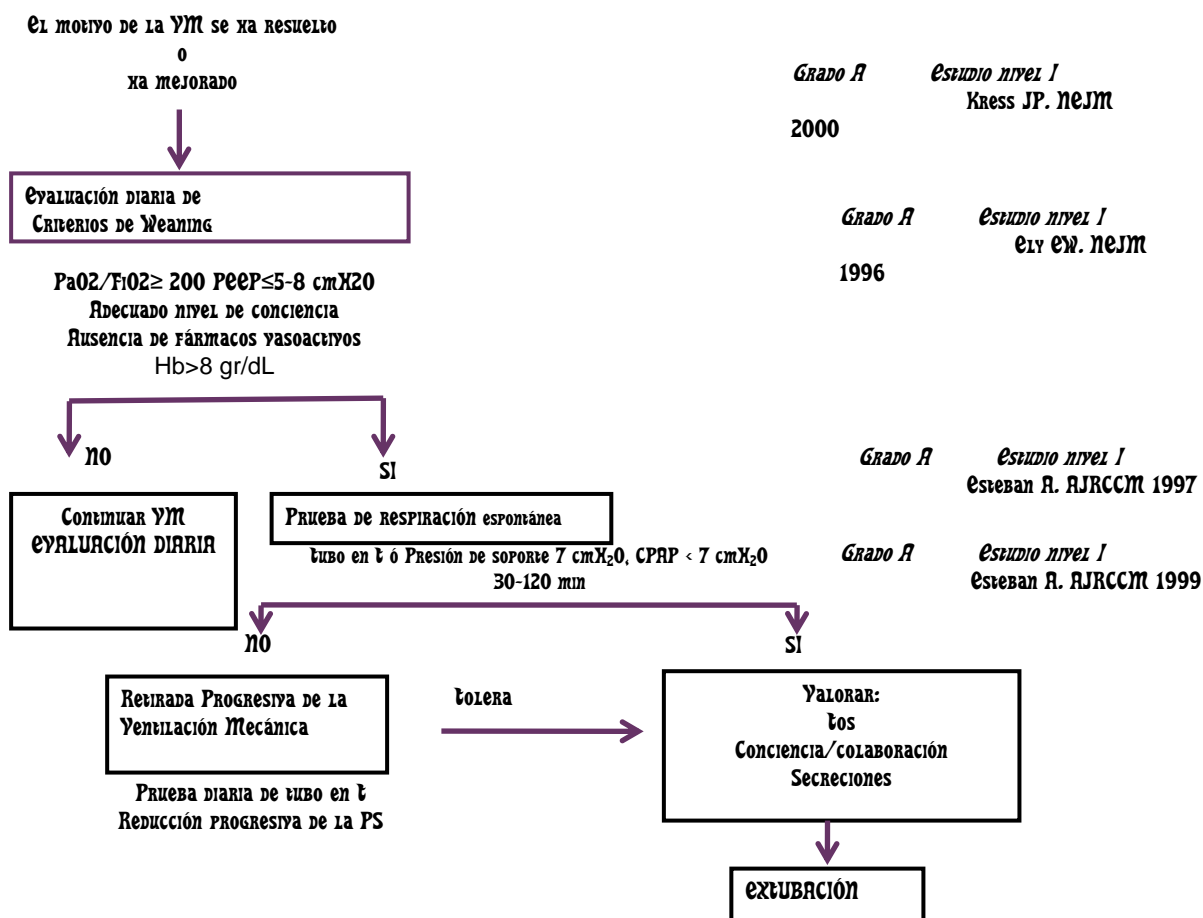 El motivo de la VM se ha resuelto
o
ha mejorado
Grado A Estudio nivel I
Kress JP. NEJM
2000
Evaluación diaria de
Criterios de Weaning
Grado A Estudio nivel I
Ely EW. NEJM
1996
PaO2/FiO2≥ 200 PEEP≤5-8 cmH2O
Adecuado nivel de conciencia
Ausencia de fármacos vasoactivos
Hb>8 gr/dL
NO
SI
Grado A Estudio nivel I
Esteban A. AJRCCM 1997
Continuar VM
EVALUACIÓN DIARIA
Prueba de respiración espontánea
Tubo en T ó Presión de soporte 7 cmH₂O, CPAP < 7 cmH₂O
30-120 min
Grado A Estudio nivel I
Esteban A. AJRCCM 1999
NO
SI
Retirada Progresiva de la
Ventilación Mecánica
Tolera
Valorar:
Tos
Conciencia/colaboración
Secreciones
Prueba diaria de tubo en T
Reducción progresiva de la PS
EXTUBACIÓN